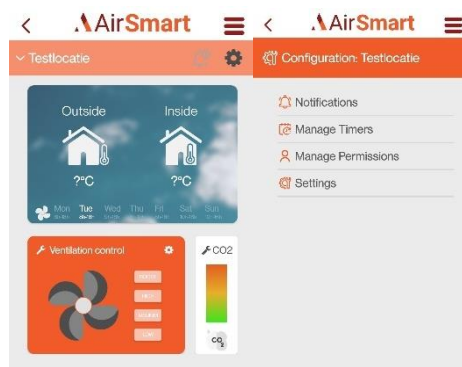 AirSmart
Testlocatie
Outside Inside
?°C ?°C
Mon Tue Wed Thu Fri Sat Sun
Ventilation control
CO2
CO2
AirSmart
Configuration: Testlocatie
Notifications
Manage Timers
Manage Permissions
Settings